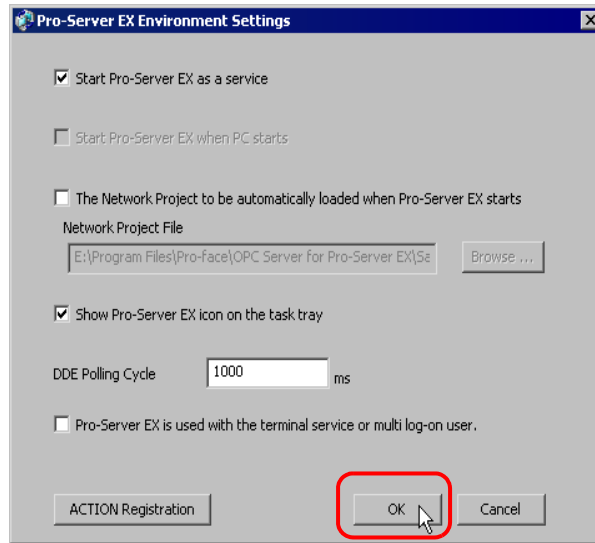 Pro-Server EX Environment Settings
Start Pro-Server EX as a service
Start Pro-Server EX when PC starts
The Network Project to be automatically loaded when Pro-Server EX starts
Network Project File
E:\Program Files\Pro-face\OPC Server for Pro-Server EX\Sa
Browse ...
Show Pro-Server EX icon on the task tray
DDE Polling Cycle 1000 ms
Pro-Server EX is used with the terminal service or multi log-on user.
ACTION Registration OK Cancel